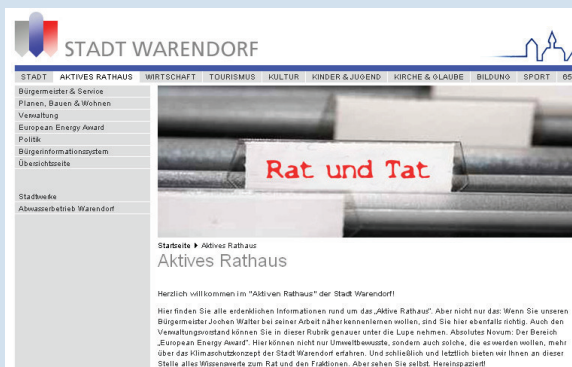 STADT WARENDORF
STADT AKTIVES RATHAUS WIRTSCHAFT TOURISMUS KULTUR KINDER & JUGEND KIRCHE & GLAUBE BILDUNG SPORT
Bürgermeister & Service
Planen, Bauen & Wohnen
Verwaltung
European Energy Award
Politik
Bürgerinformationssystem
Übersichtsseite
Stadtwerke
Abwasserbetrieb Warendorf
Rat und Tat
Startseite Aktives Rathaus
Aktives Rathaus
Herzlich willkommen im "Aktiven Rathaus" der Stadt Warendorf!
Hier finden Sie alle erdenklichen Informationen rund um das „Aktive Rathaus". Aber nicht nur das: Wenn Sie unseren
Bürgermeister Jochen Walter bei seiner Arbeit näher kennenlernen wollen, sind Sie hier ebenfalls richtig. Auch den
Verwaltungsvorstand können Sie in dieser Rubrik genauer unter die Lupe nehmen. Absolutes Novum: Der Bereich
„European Energy Award". Hier können nicht nur Umweltbewusste, sondern auch solche, die es werden wollen, mehr
über das Klimaschutzkonzept der Stadt Warendorf erfahren. Und schließlich und letztlich bieten wir Ihnen an dieser
Stelle alles Wissenswerte zum Rat und den Fraktionen. Aber sehen Sie selbst. Hereinspaziert!